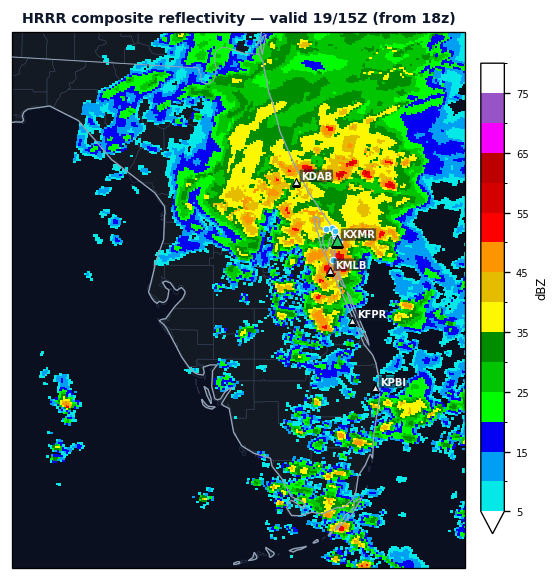 HRRR composite reflectivity — valid 19/15Z (from 18z)
KDAB
KXMR
KMLB
KFPR
KPBI
75
65
55
45
35
25
15
5
dBZ